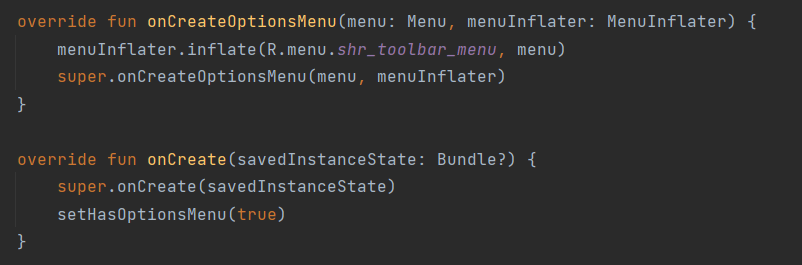 override fun onCreateOptionsMenu(menu: Menu, menuInflater: MenuInflater) {
    menuInflater.inflate(R.menu.shr_toolbar_menu, menu)
    super.onCreateOptionsMenu(menu, menuInflater)
}

override fun onCreate(savedInstanceState: Bundle?) {
    super.onCreate(savedInstanceState)
    setHasOptionsMenu(true)
}